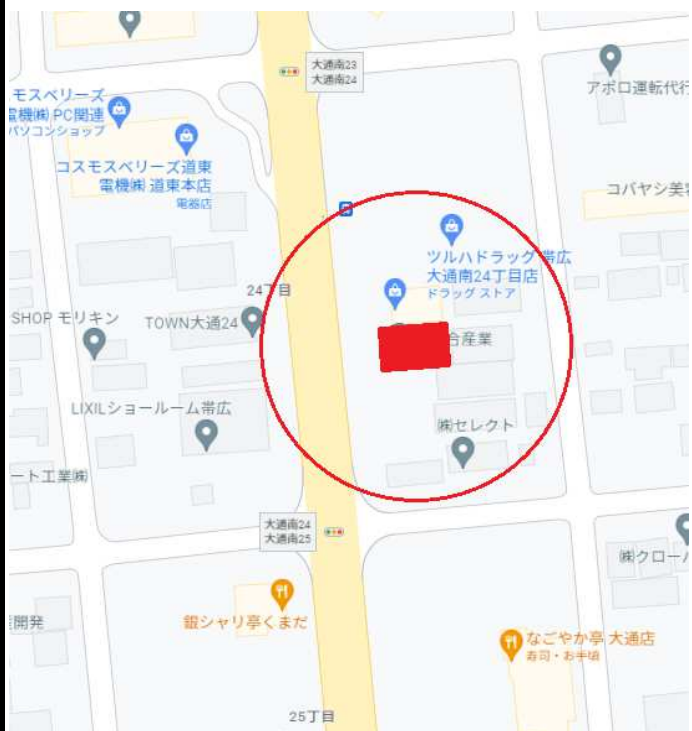 大通南23
大通南24
アポロ運転代行
モスベリーズ
電機㈱ PC関連
パソコンショップ
コスモスベリーズ道東
電機㈱ 道東本店
電器店
コバヤシ美容
ツルハドラッグ 帯広
大通南24丁目店
ドラッグ ストア
24丁目
SHOP モリキン
TOWN大通24
合産業
LIXILショールーム帯広
㈱セレクト
ート工業㈱
大通南24
大通南25
㈱クローバ
銀シャリ亭くまだ
開発
なごやか亭 大通店
寿司・お手頃
25丁目